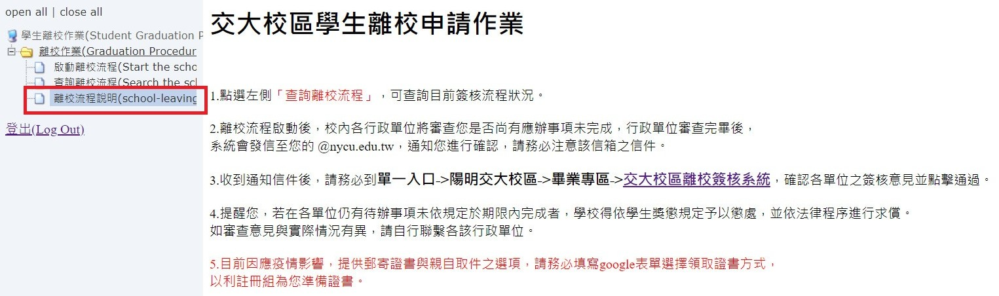 open all | close all
學生離校作業(Student Graduation P
離校作業(Graduation Procedur
啟動離校流程(Start the scho
查詢離校流程(Search the scl
離校流程說明(school-leaving
登出(Log Out)
交大校區學生離校申請作業
1.點選左側「查詢離校流程」，可查詢目前簽核流程狀況。
2.離校流程啟動後，校內各行政單位將審查您是否尚有應辦事項未完成，行政單位審查完畢後，
系統會發信至您的 @nycu.edu.tw，通知您進行確認，請務必注意該信箱之信件。
3.收到通知信件後，請務必到單一入口->陽明交大校區->畢業專區->交大校區離校簽核系統，確認各單位之簽核意見並點擊通過。
4.提醒您，若在各單位仍有待辦事項未依規定於期限內完成者，學校得依學生獎懲規定予以懲處，並依法律程序進行求償。
如審查意見與實際情況有異，請自行聯繫各該行政單位。
5.目前因應疫情影響，提供郵寄證書與親自取件之選項，請務必填寫google表單選擇領取證書方式，
以利註冊組為您準備證書。